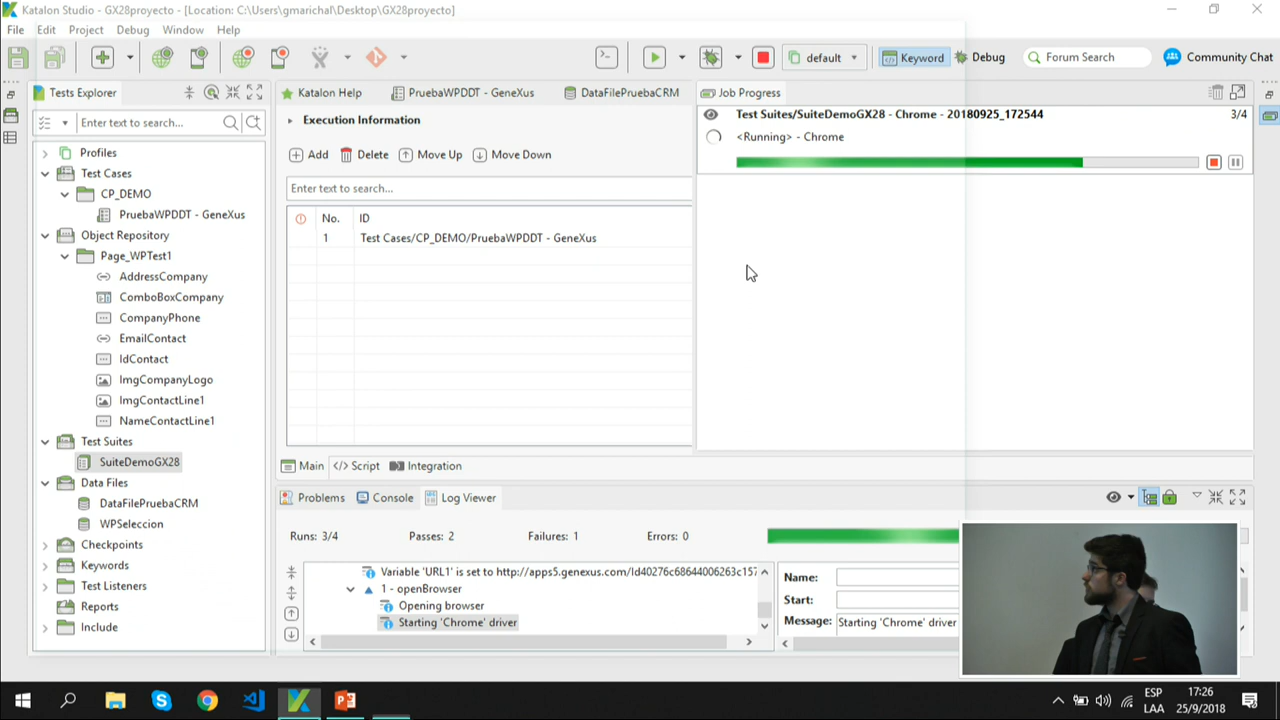 Katalon Studio - GX28proyecto - [Location: C:\Users\gmarichal\Desktop\GX28proyecto]
File Edit Project Debug Window Help
default Keyword Debug Forum Search Community Chat
Tests Explorer
Enter text to search...
Profiles
Test Cases
CP_DEMO
PruebaWPDDT - GeneXus
Object Repository
Page_WPTest1
AddressCompany
ComboBoxCompany
CompanyPhone
EmailContact
IdContact
ImgCompanyLogo
ImgContactLine1
NameContactLine1
Test Suites
SuiteDemoGX28
Data Files
DataFilePruebaCRM
WPSeleccion
Checkpoints
Keywords
Test Listeners
Reports
Include
Katalon Help PruebaWPDDT - GeneXus DataFilePruebaCRM
Execution Information
Add Delete Move Up Move Down
Enter text to search...
No. ID
1 Test Cases/CP_DEMO/PruebaWPDDT - GeneXus
Main </> Script Integration
Job Progress
Test Suites/SuiteDemoGX28 - Chrome - 20180925_172544 3/4
<Running> - Chrome
Problems Console Log Viewer
Runs: 3/4 Passes: 2 Failures: 1 Errors: 0
Variable 'URL1' is set to http://apps5.genexus.com/Id40276c68644006263c157
1 - openBrowser
Opening browser
Starting 'Chrome' driver
Name:
Start:
Message: Starting 'Chrome' driver
ESP
LAA
17:26
25/9/2018